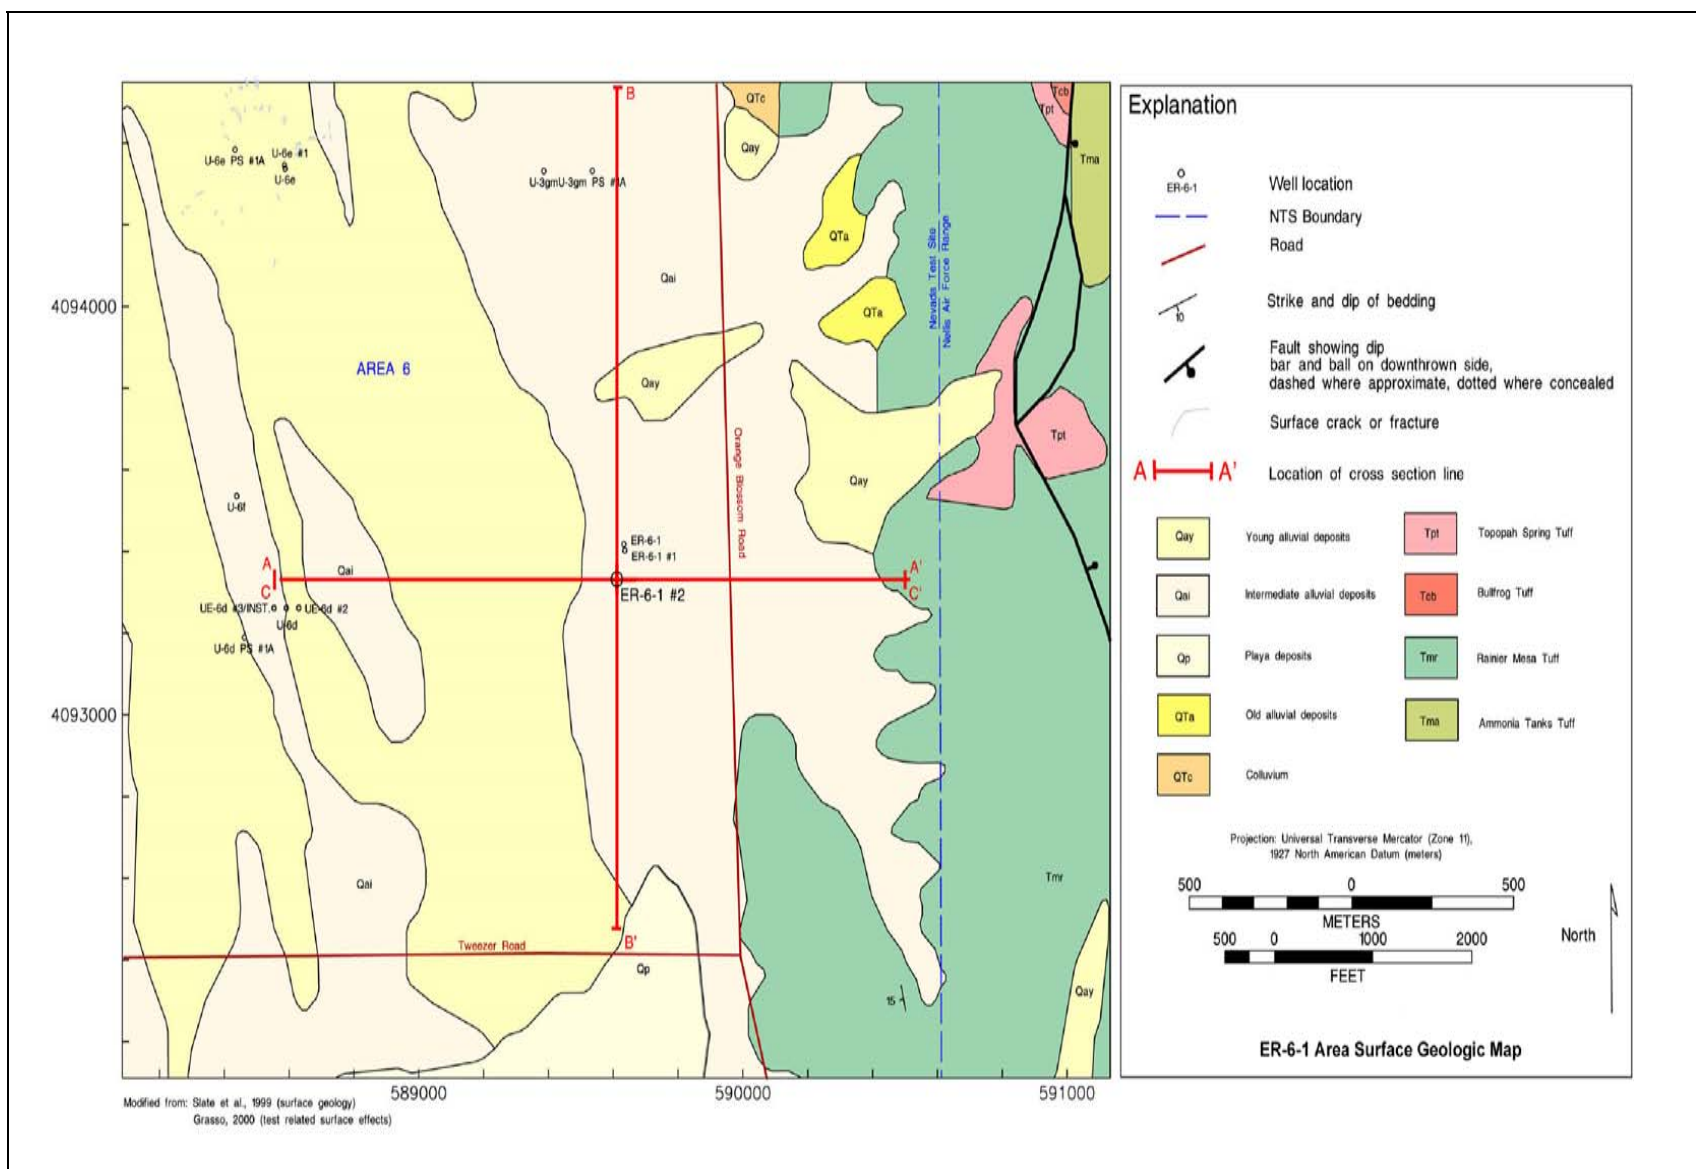 B
QTc
Tcb
Tpt
Qay
Tma
U-6e PS #1A
U-6e #1
U-6e
U-3gm
U-3gm PS #1A
QTa
Nevada Test Site
Nellis Air Force Range
Qai
4094000
QTa
AREA 6
Qay
Orange Blossom Road
Tpt
Qay
U-6f
ER-6-1
ER-6-1 #1
A
A'
C
C'
Qai
ER-6-1 #2
UE-6d #3/INST.
UE-6d #2
U-6d
U-6d PS #1A
4093000
Qai
Tmr
B'
Tweezer Road
Qp
15
Qay
589000
590000
591000
Modified from: Slate et al., 1999 (surface geology)
Grasso, 2000 (test related surface effects)
Explanation
ER-6-1
Well location
NTS Boundary
Road
10
Strike and dip of bedding
Fault showing dip
bar and ball on downthrown side,
dashed where approximate, dotted where concealed
Surface crack or fracture
A A' Location of cross section line
Qay Young alluvial deposits
Tpt Topopah Spring Tuff
Qai Intermediate alluvial deposits
Tcb Bullfrog Tuff
Qp Playa deposits
Tmr Rainier Mesa Tuff
QTa Old alluvial deposits
Tma Ammonia Tanks Tuff
QTc Colluvium
Projection: Universal Transverse Mercator (Zone 11),
1927 North American Datum (meters)
500 0 500
METERS
500 0 1000 2000
FEET
North
ER-6-1 Area Surface Geologic Map